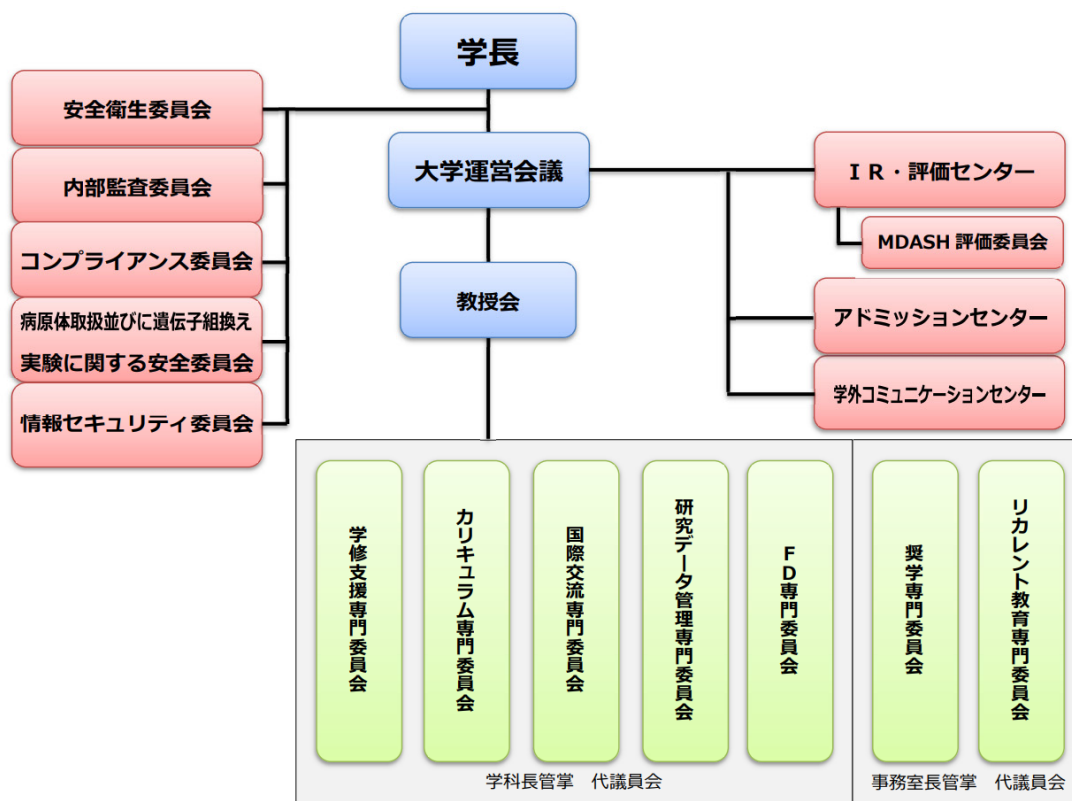 学長
安全衛生委員会
内部監査委員会
コンプライアンス委員会
病原体取扱並びに遺伝子組換え
実験に関する安全委員会
情報セキュリティ委員会
大学運営会議
教授会
ＩＲ・評価センター
MDASH 評価委員会
アドミッションセンター
学外コミュニケーションセンター
学修支援専門委員会
カリキュラム専門委員会
国際交流専門委員会
研究データ管理専門委員会
ＦＤ専門委員会
奨学専門委員会
リカレント教育専門委員会
学科長管掌　代議員会
事務室長管掌　代議員会